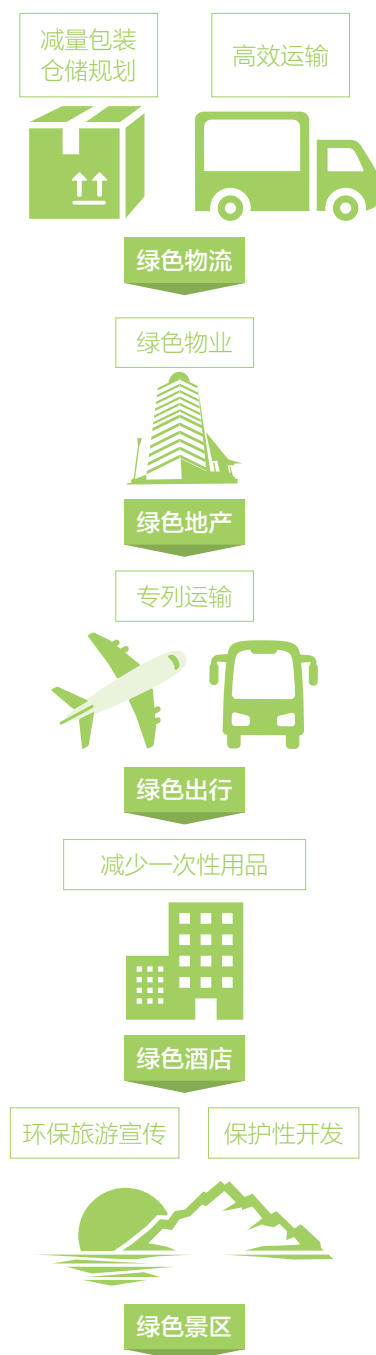 减量包装
仓储规划
高效运输
绿色物流
绿色物业
绿色地产
专列运输
绿色出行
减少一次性用品
绿色酒店
环保旅游宣传
保护性开发
绿色景区